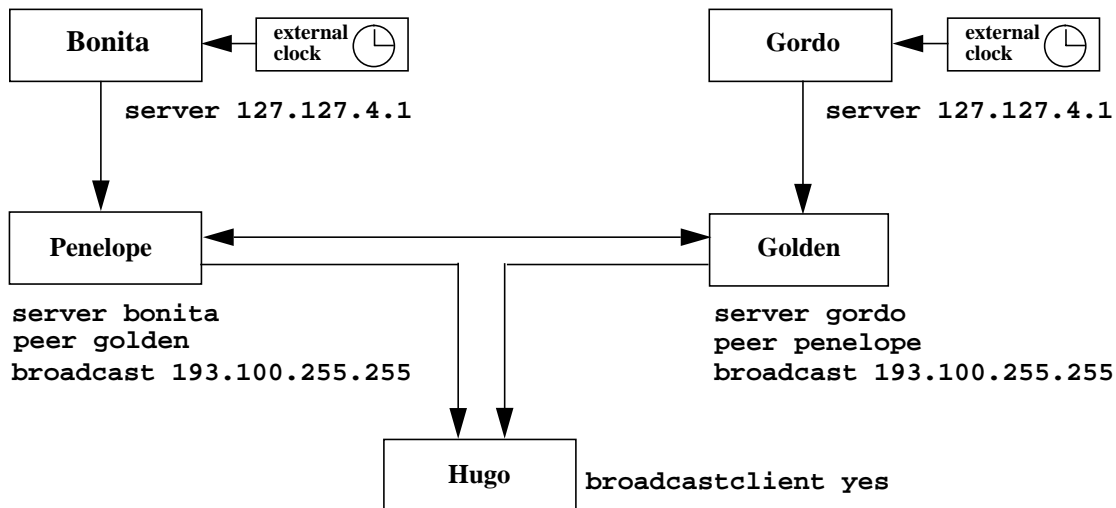 Bonita
external
clock
Gordo
external
clock
server 127.127.4.1
server 127.127.4.1
Penelope
Golden
server bonita
peer golden
broadcast 193.100.255.255
server gordo
peer penelope
broadcast 193.100.255.255
Hugo
broadcastclient yes